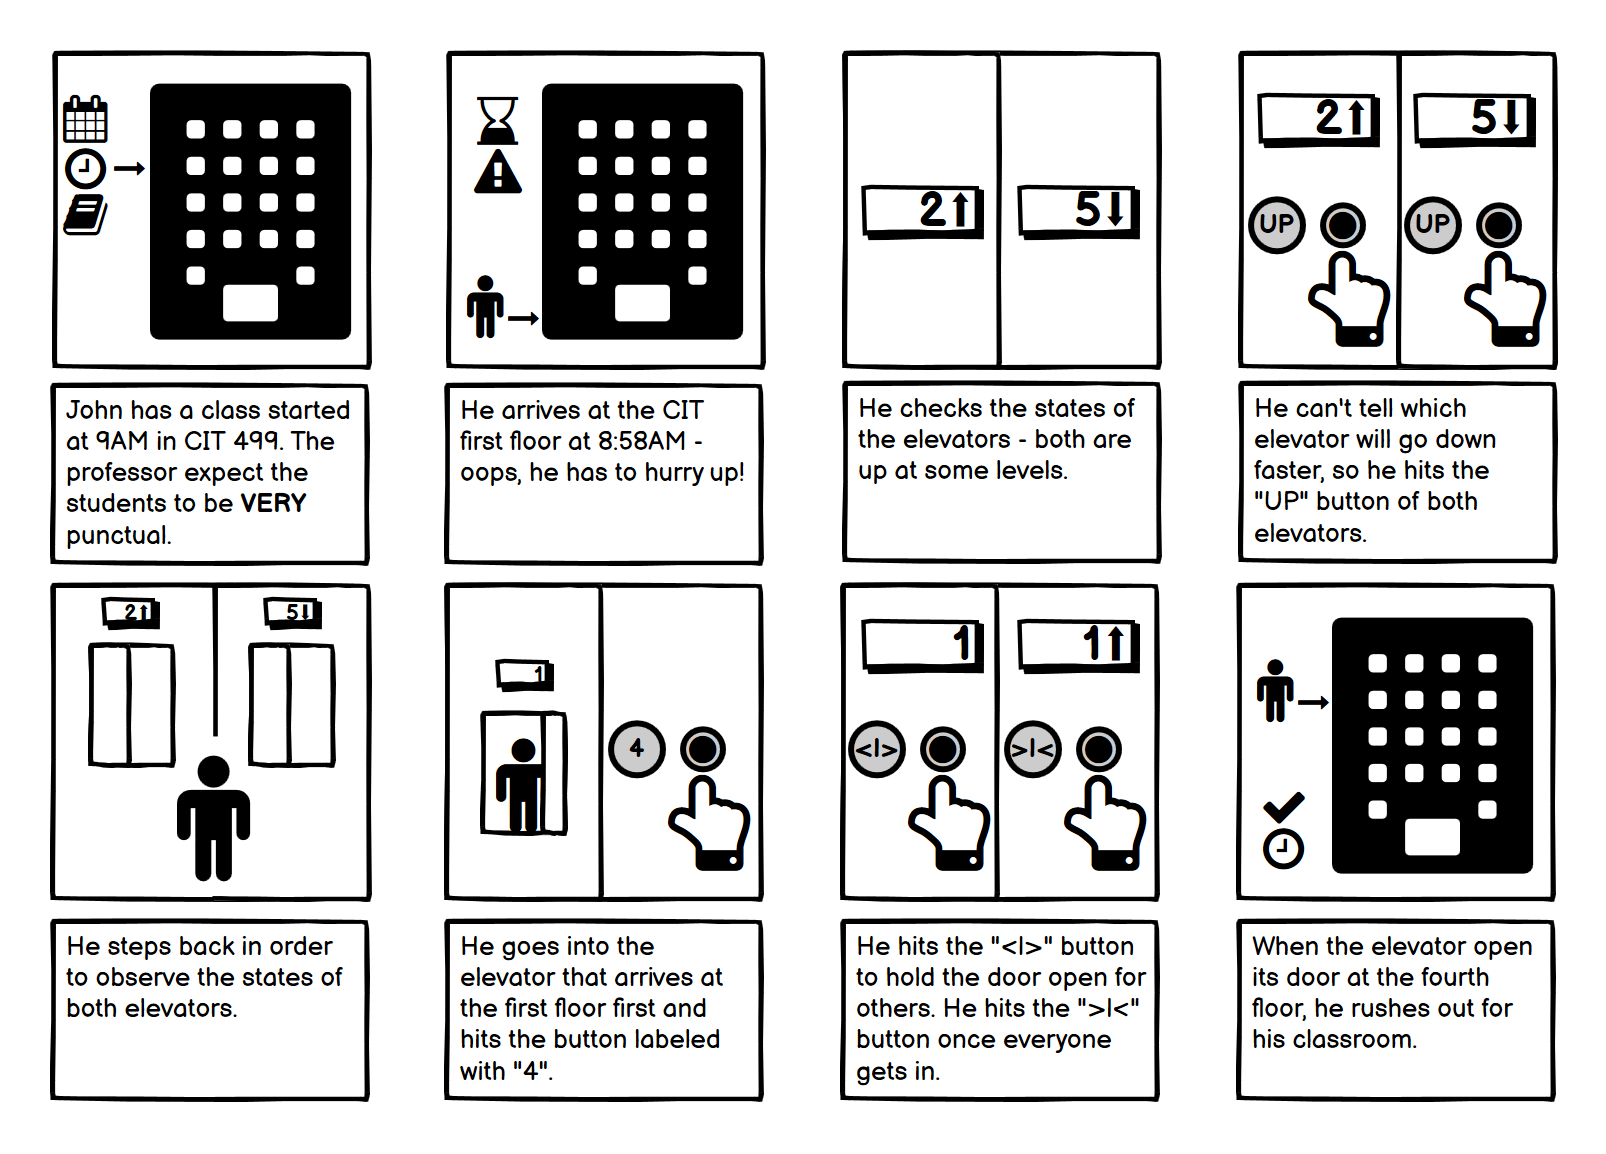 2↑ 5↓
2↑ 5↓
UP UP
John has a class started
at 9AM in CIT 499. The
professor expect the
students to be VERY
punctual.
He arrives at the CIT
first floor at 8:58AM -
oops, he has to hurry up!
He checks the states of
the elevators - both are
up at some levels.
He can't tell which
elevator will go down
faster, so he hits the
"UP" button of both
elevators.
2↑ 5↓
1
4
1 1↑
<|> >|<
He steps back in order
to observe the states of
both elevators.
He goes into the
elevator that arrives at
the first floor first and
hits the button labeled
with "4".
He hits the "<|>" button
to hold the door open for
others. He hits the ">|<"
button once everyone
gets in.
When the elevator open
its door at the fourth
floor, he rushes out for
his classroom.